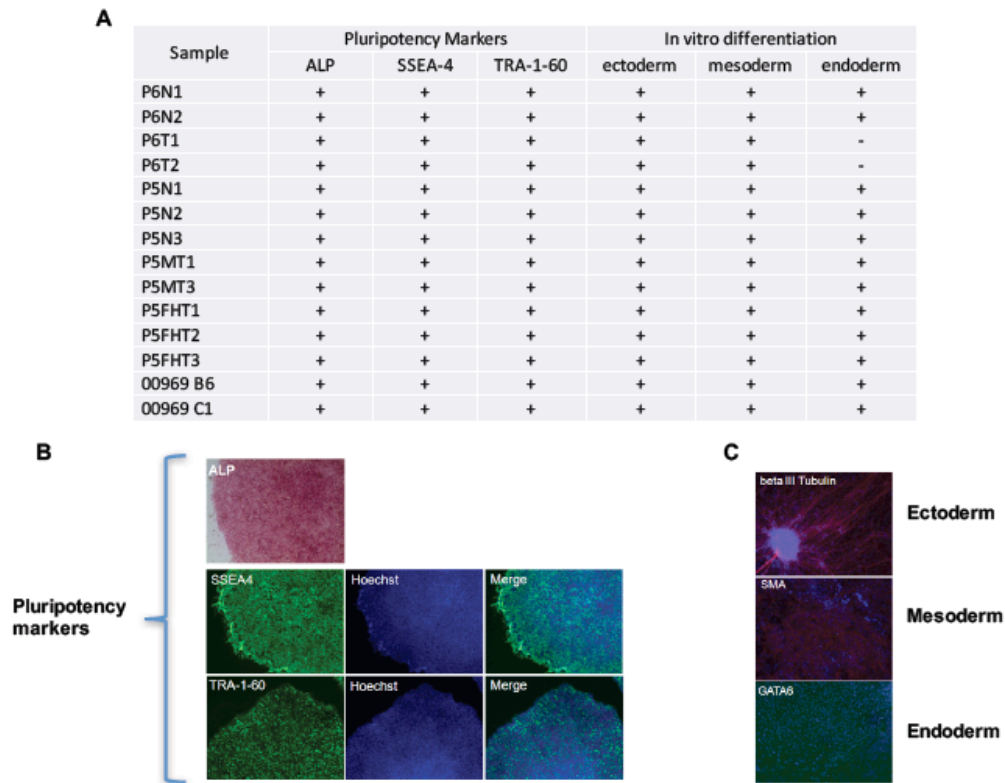 A
Sample Pluripotency Markers In vitro differentiation
ALP SSEA-4 TRA-1-60 ectoderm mesoderm endoderm
P6N1 + + + + + +
P6N2 + + + + + +
P6T1 + + + + + -
P6T2 + + + + + -
P5N1 + + + + + +
P5N2 + + + + + +
P5N3 + + + + + +
P5MT1 + + + + + +
P5MT3 + + + + + +
P5FHT1 + + + + + +
P5FHT2 + + + + + +
P5FHT3 + + + + + +
00969 B6 + + + + + +
00969 C1 + + + + + +
B
Pluripotency
markers
ALP
SSEA4 Hoechst Merge
TRA-1-60 Hoechst Merge
C
beta III Tubulin
Ectoderm
SMA
Mesoderm
GATA6
Endoderm